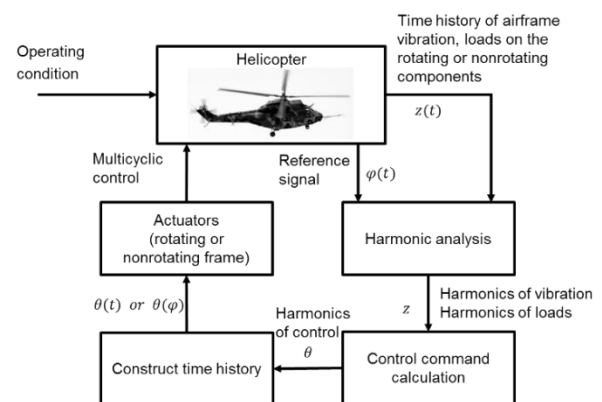 Time history of airframe
vibration, loads on the
rotating or nonrotating
components
Operating
condition
Helicopter
z(t)
Multicyclic
control
Reference
signal
φ(t)
Actuators
(rotating or
nonrotating frame)
Harmonic analysis
θ(t) or θ(φ)
Harmonics
of control
θ
z
Harmonics of vibration
Harmonics of loads
Construct time history
Control command
calculation